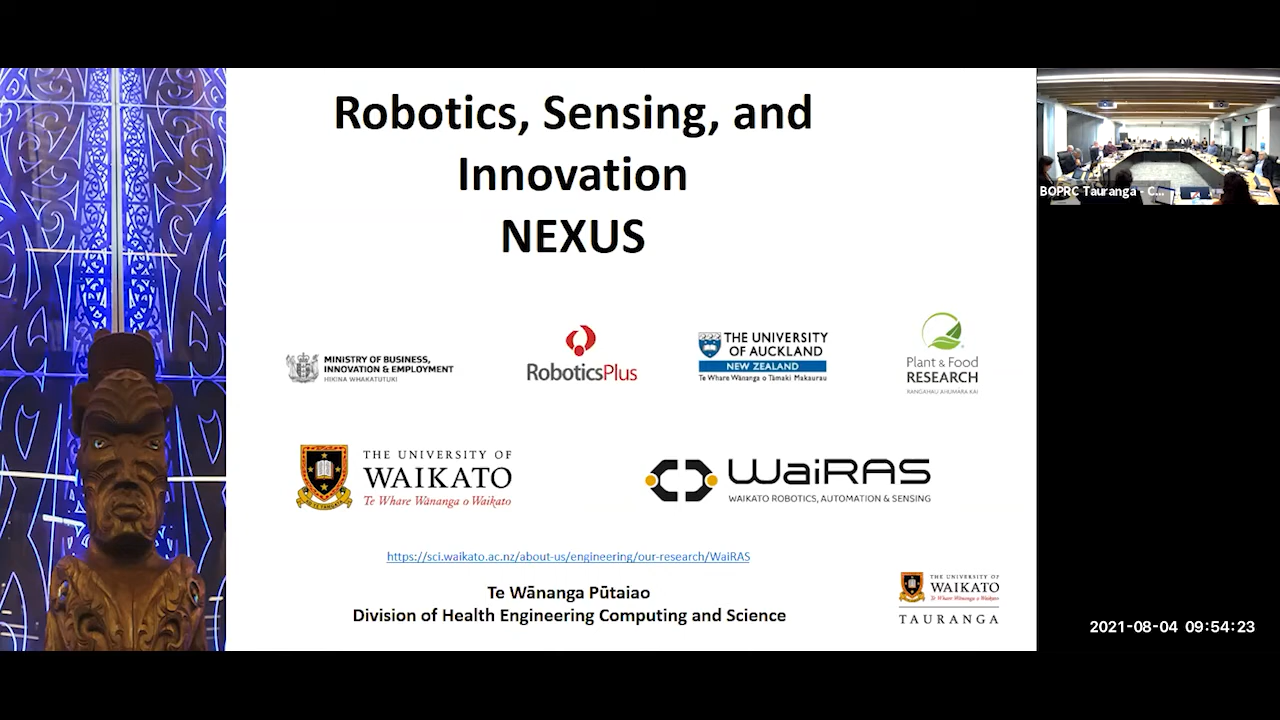 Robotics, Sensing, and
Innovation
NEXUS
MINISTRY OF BUSINESS,
INNOVATION & EMPLOYMENT
HIKINA WHAKATUTUKI
RoboticsPlus
THE UNIVERSITY
OF AUCKLAND
NEW ZEALAND
Te Whare Wānanga o Tāmaki Makaurau
Plant & Food
RESEARCH
RANGAHAU AHUMĀRA KAI
THE UNIVERSITY OF
WAIKATO
Te Whare Wānanga o Waikato
WaiRAS
WAIKATO ROBOTICS, AUTOMATION & SENSING
https://sci.waikato.ac.nz/about-us/engineering/our-research/WaiRAS
Te Wānanga Pūtaiao
Division of Health Engineering Computing and Science
THE UNIVERSITY OF
WAIKATO
Te Whare Wānanga o Waikato
TAURANGA
BOPRC Tauranga - C...
2021-08-04 09:54:23